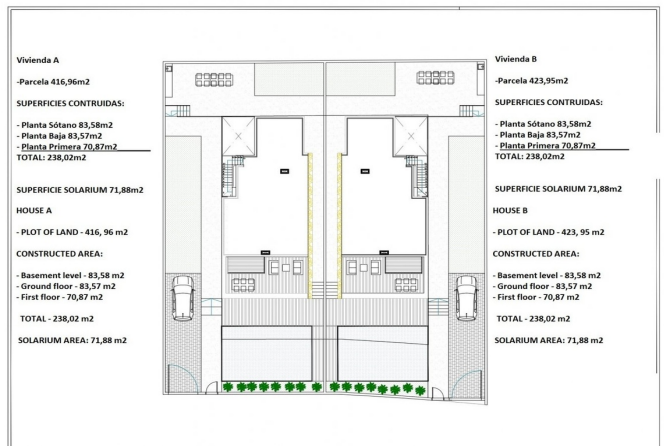 Vivienda A
-Parcela 416,96m2
SUPERFICIES CONTRUIDAS:
- Planta Sótano 83,58m2
- Planta Baja 83,57m2
- Planta Primera 70,87m2
TOTAL: 238,02m2
SUPERFICIE SOLARIUM 71,88m2
HOUSE A
- PLOT OF LAND - 416, 96 m2
CONSTRUCTED AREA:
- Basement level - 83,58 m2
- Ground floor - 83,57 m2
- First floor - 70,87 m2
TOTAL - 238,02 m2
SOLARIUM AREA: 71,88 m2
Vivienda B
-Parcela 423,95m2
SUPERFICIES CONTRUIDAS:
- Planta Sótano 83,58m2
- Planta Baja 83,57m2
- Planta Primera 70,87m2
TOTAL: 238,02m2
SUPERFICIE SOLARIUM 71,88m2
HOUSE B
- PLOT OF LAND - 423, 95 m2
CONSTRUCTED AREA:
- Basement level - 83,58 m2
- Ground floor - 83,57 m2
- First floor - 70,87 m2
TOTAL - 238,02 m2
SOLARIUM AREA: 71,88 m2